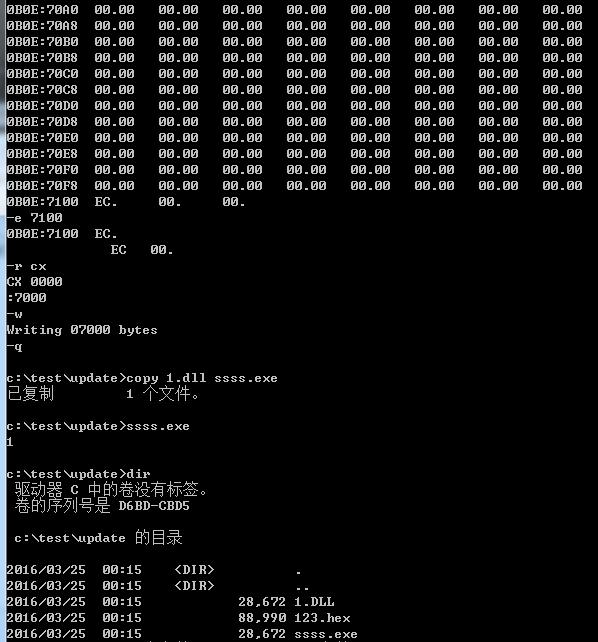 0B0E:70A0  00.00   00.00   00.00   00.00   00.00   00.00   00.00   00.00
0B0E:70A8  00.00   00.00   00.00   00.00   00.00   00.00   00.00   00.00
0B0E:70B0  00.00   00.00   00.00   00.00   00.00   00.00   00.00   00.00
0B0E:70B8  00.00   00.00   00.00   00.00   00.00   00.00   00.00   00.00
0B0E:70C0  00.00   00.00   00.00   00.00   00.00   00.00   00.00   00.00
0B0E:70C8  00.00   00.00   00.00   00.00   00.00   00.00   00.00   00.00
0B0E:70D0  00.00   00.00   00.00   00.00   00.00   00.00   00.00   00.00
0B0E:70D8  00.00   00.00   00.00   00.00   00.00   00.00   00.00   00.00
0B0E:70E0  00.00   00.00   00.00   00.00   00.00   00.00   00.00   00.00
0B0E:70E8  00.00   00.00   00.00   00.00   00.00   00.00   00.00   00.00
0B0E:70F0  00.00   00.00   00.00   00.00   00.00   00.00   00.00   00.00
0B0E:70F8  00.00   00.00   00.00   00.00   00.00   00.00   00.00   00.00
0B0E:7100  EC.     00.     00.
-e 7100
0B0E:7100  EC.
EC   00.
-r cx
CX 0000
:7000
-w
Writing 07000 bytes
-q
c:\test\update>copy 1.dll ssss.exe
已复制         1 个文件。
c:\test\update>ssss.exe
1
c:\test\update>dir
驱动器 C 中的卷没有标签。
卷的序列号是 D6BD-CBD5
c:\test\update 的目录
2016/03/25  00:15    <DIR>          .
2016/03/25  00:15    <DIR>          ..
2016/03/25  00:15            28,672 1.DLL
2016/03/25  00:15            88,990 123.hex
2016/03/25  00:15            28,672 ssss.exe